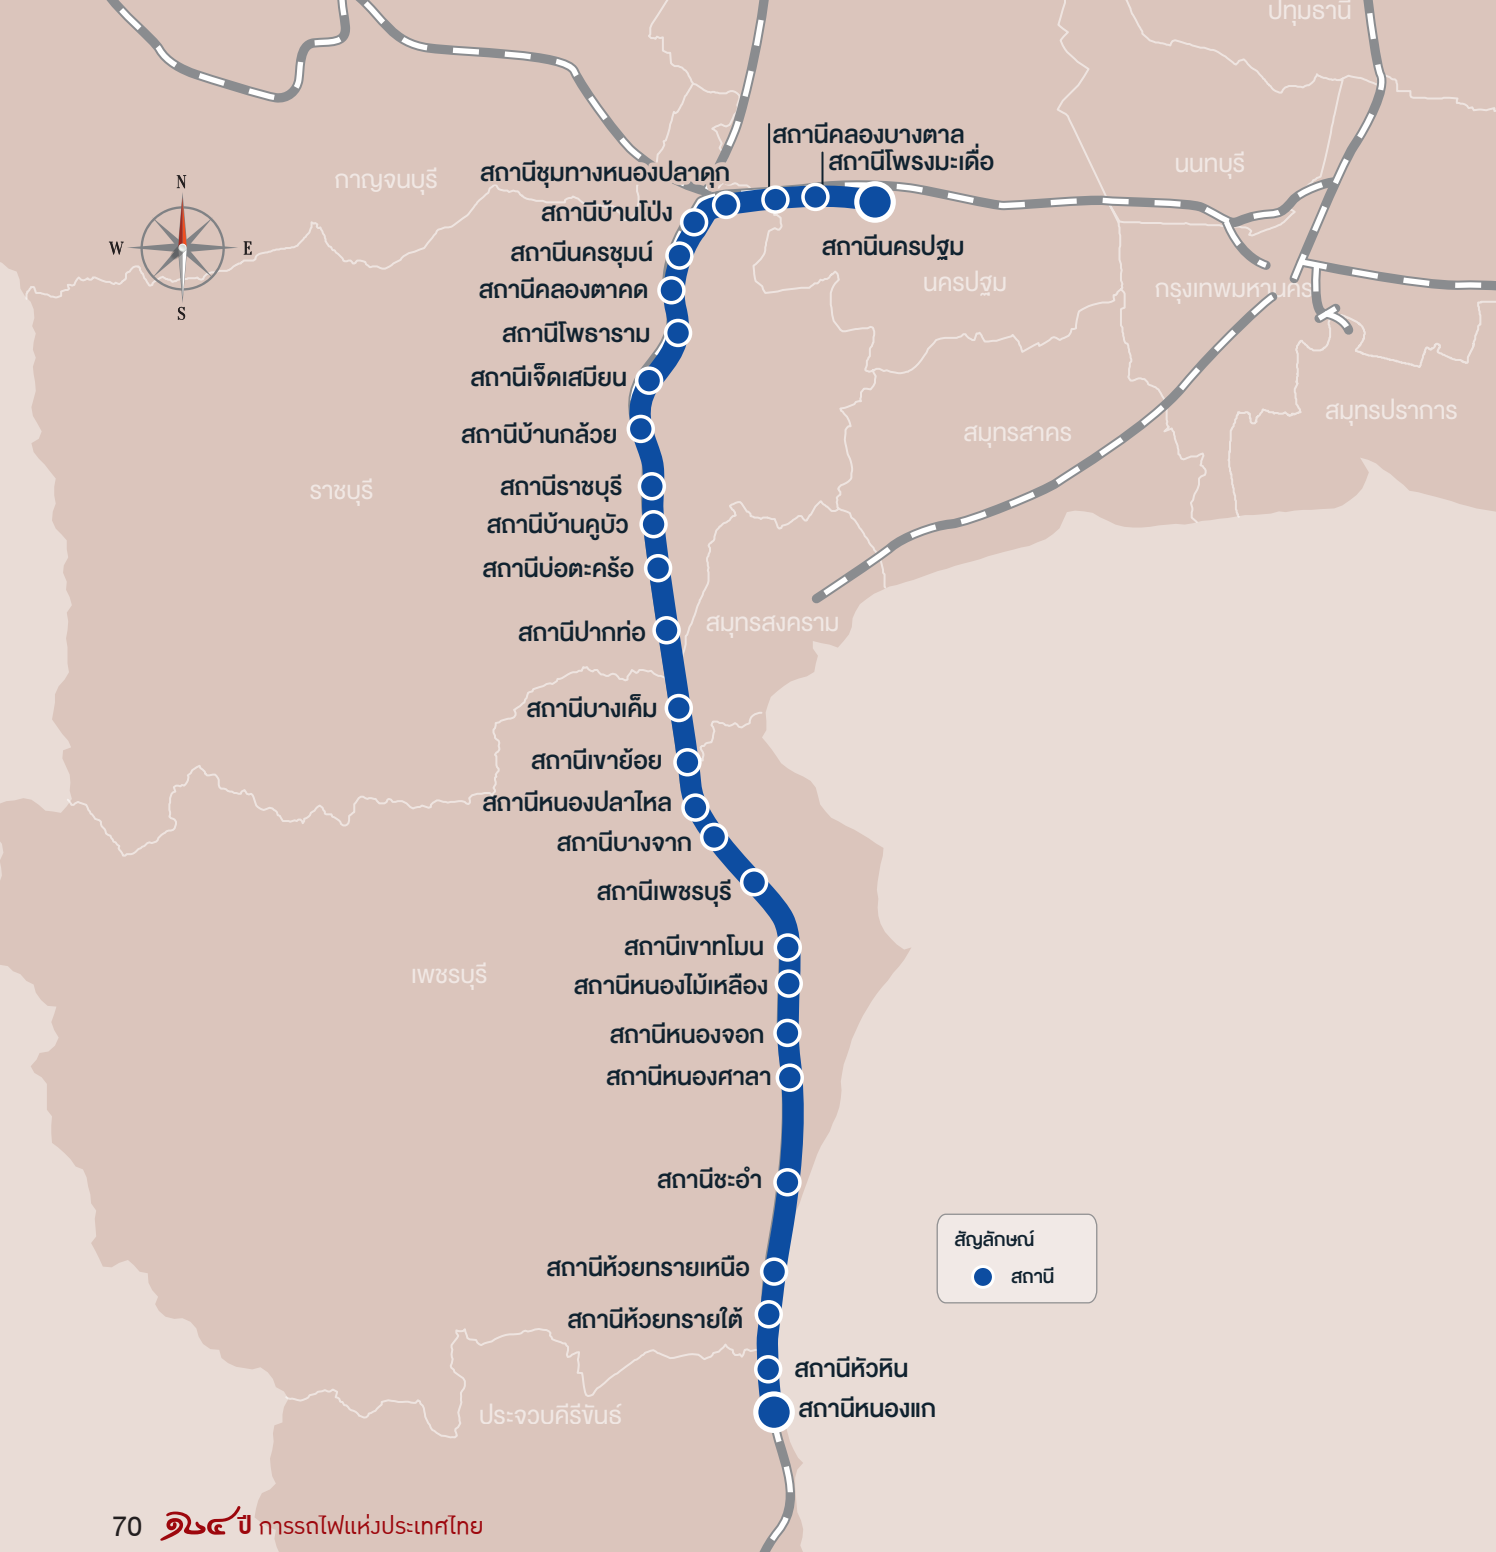 ปทุมธานี
สถานีคลองบางตาล
สถานีโพรงมะเดื่อ
นนทบุรี
สถานีชุมทางหนองปลาดุก
กาญจนบุรี
N
สถานีบ้านโป่ง
W
E
สถานีนครปฐม
สถานีนครชุมน์
นครปฐม
กรุงเทพมหานคร
สถานีคลองตาคด
S
สถานีโพธาราม
สถานีเจ็ดเสมียน
สมุทรปราการ
สถานีบ้านกล้วย
สมุทรสาคร
ราชบุรี
สถานีราชบุรี
สถานีบ้านคูบัว
สถานีบ่อตะคร้อ
สมุทรสงคราม
สถานีปากท่อ
สถานีบางเค็ม
สถานีเขาย้อย
สถานีหนองปลาไหล
สถานีบางจาก
สถานีเพชรบุรี
สถานีเขาทโมน
เพชรบุรี
สถานีหนองไม้เหลือง
สถานีหนองจอก
สถานีหนองศาลา
สถานีชะอำ
สัญลักษณ์
สถานี
สถานีห้วยทรายเหนือ
สถานีห้วยทรายใต้
สถานีหัวหิน
สถานีหนองแก
ประจวบคีรีขันธ์
70 ๑๒๔ ปี การรถไฟแห่งประเทศไทย